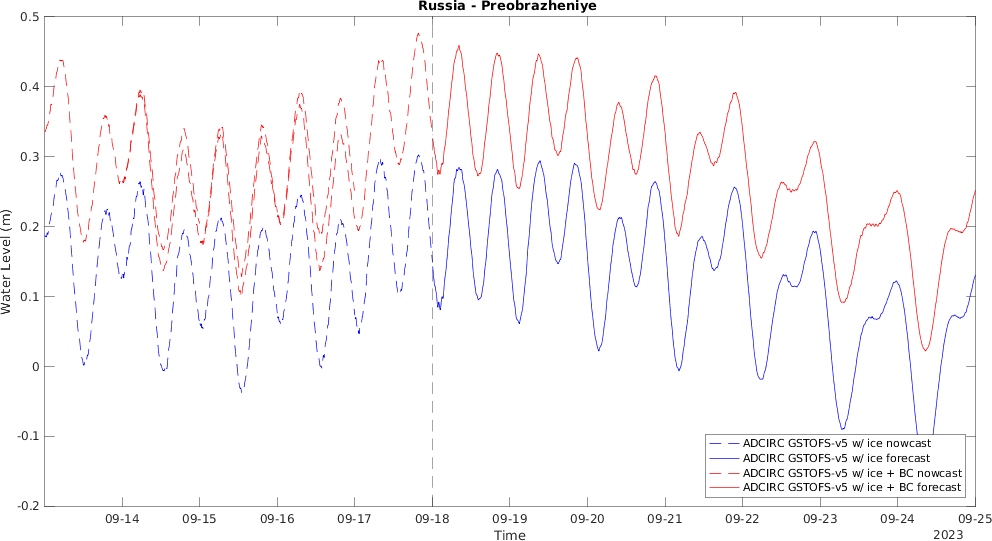 Russia - Preobrazheniye
Water Level (m)
0.5
0.4
0.3
0.2
0.1
0
-0.1
-0.2
ADCIRC GSTOFS-v5 w/ ice nowcast
ADCIRC GSTOFS-v5 w/ ice forecast
ADCIRC GSTOFS-v5 w/ ice + BC nowcast
ADCIRC GSTOFS-v5 w/ ice + BC forecast
09-14 09-15 09-16 09-17 09-18 09-19 09-20 09-21 09-22 09-23 09-24 09-25
Time
2023